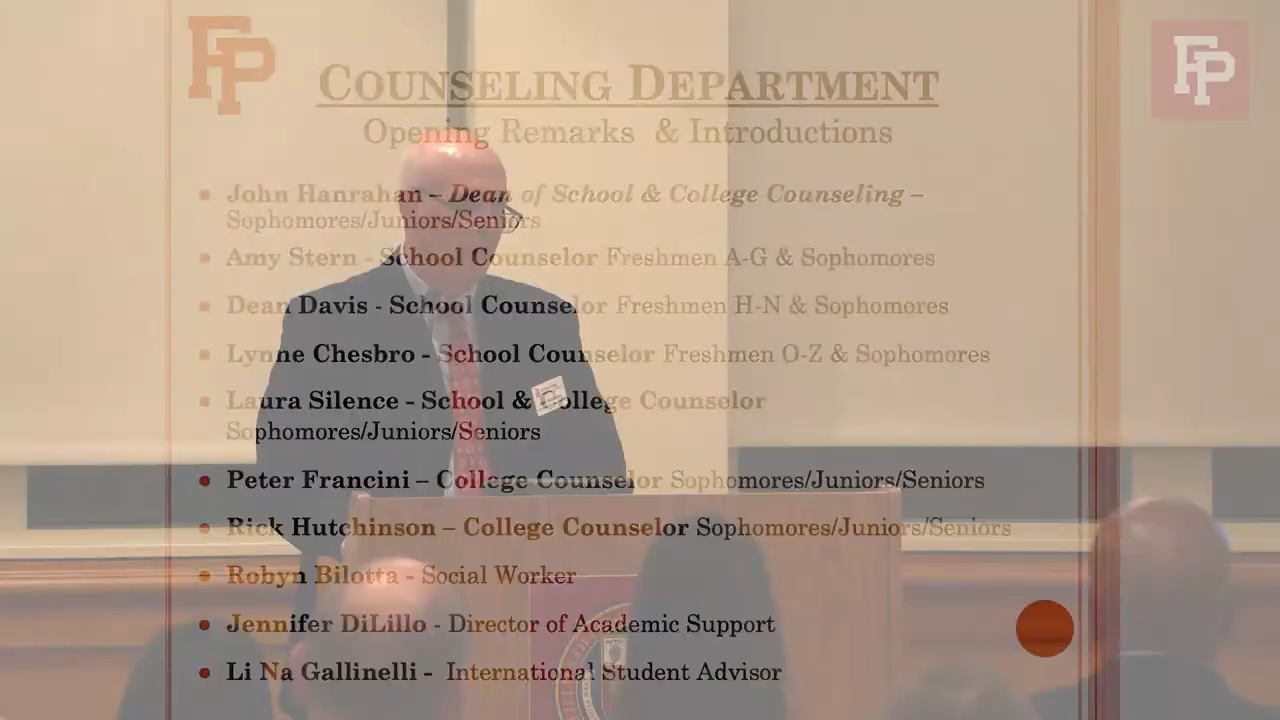 FP
FP
COUNSELING DEPARTMENT
Opening Remarks & Introductions
John Hanrahan – Dean of School & College Counseling –
Sophomores/Juniors/Seniors
Amy Stern - School Counselor Freshmen A-G & Sophomores
Dean Davis - School Counselor Freshmen H-N & Sophomores
Lynne Chesbro - School Counselor Freshmen O-Z & Sophomores
Laura Silence - School & College Counselor
Sophomores/Juniors/Seniors
Peter Francini – College Counselor Sophomores/Juniors/Seniors
Rick Hutchinson – College Counselor Sophomores/Juniors/Seniors
Robyn Bilotta - Social Worker
Jennifer DiLillo - Director of Academic Support
Li Na Gallinelli - International Student Advisor